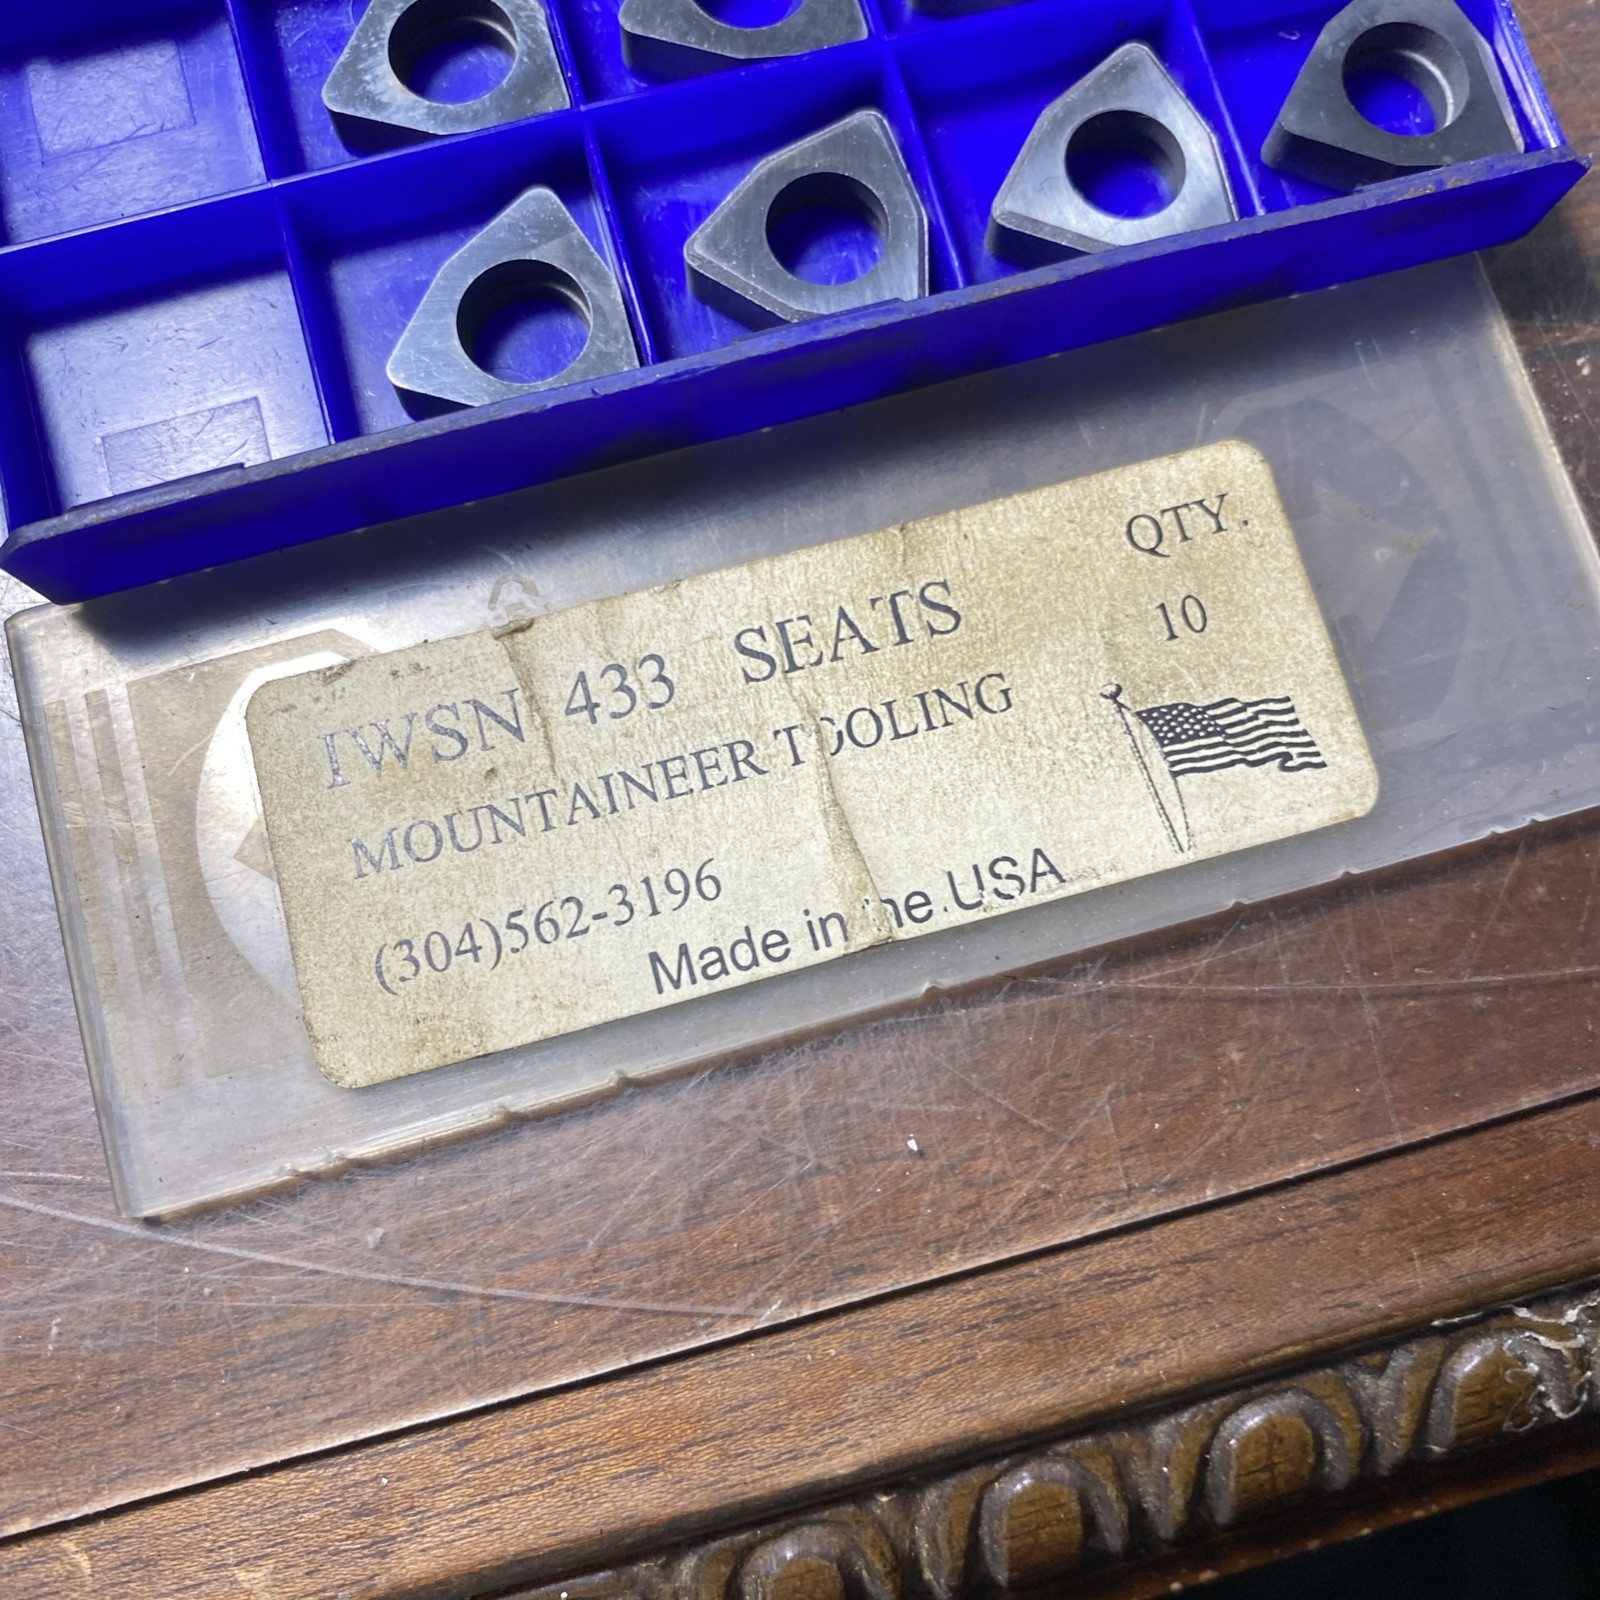 QTY.
IWSN 433 SEATS 10
MOUNTAINEER TOOLING
(304)562-3196
Made in the USA